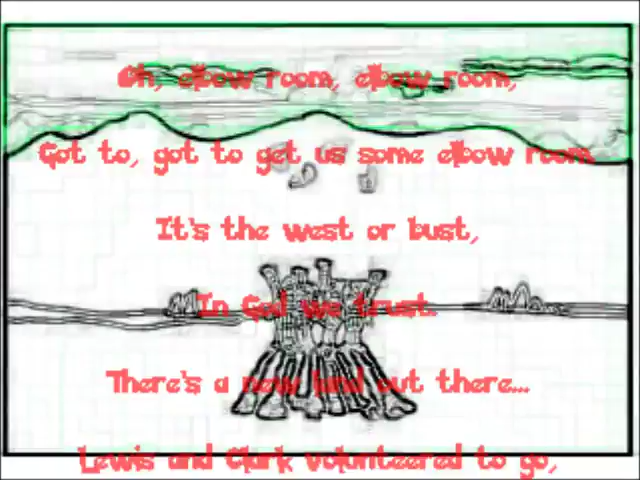 Oh, elbow room, elbow room,
Got to, got to get us some elbow room.
It's the west or bust,
In God we trust.
There's a new land out there...
Lewis and Clark volunteered to go,